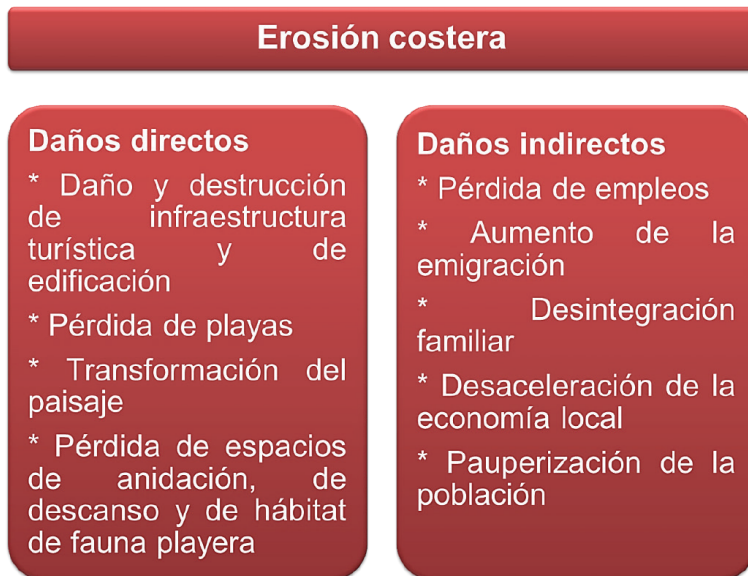 Erosión costera
Daños directos
* Daño y destrucción
de infraestructura
turística y de
edificación
* Pérdida de playas
* Transformación del
paisaje
* Pérdida de espacios
de anidación, de
descanso y de hábitat
de fauna playera
Daños indirectos
* Pérdida de empleos
* Aumento de la
emigración
* Desintegración
familiar
* Desaceleración de la
economía local
* Pauperización de la
población